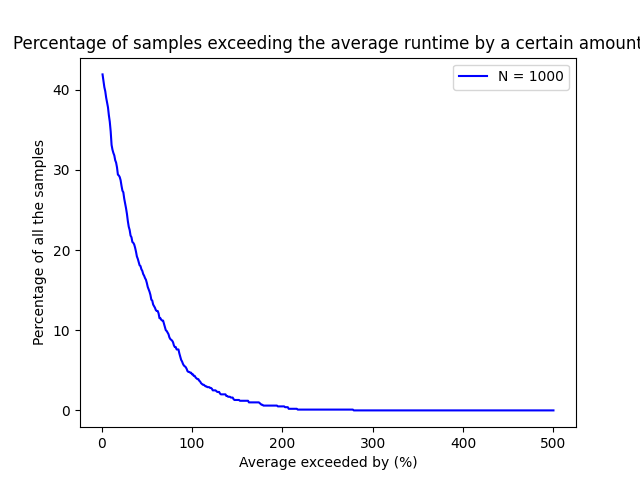 Percentage of samples exceeding the average runtime by a certain amount
N = 1000
Percentage of all the samples
40
30
20
10
0
0 100 200 300 400 500
Average exceeded by (%)